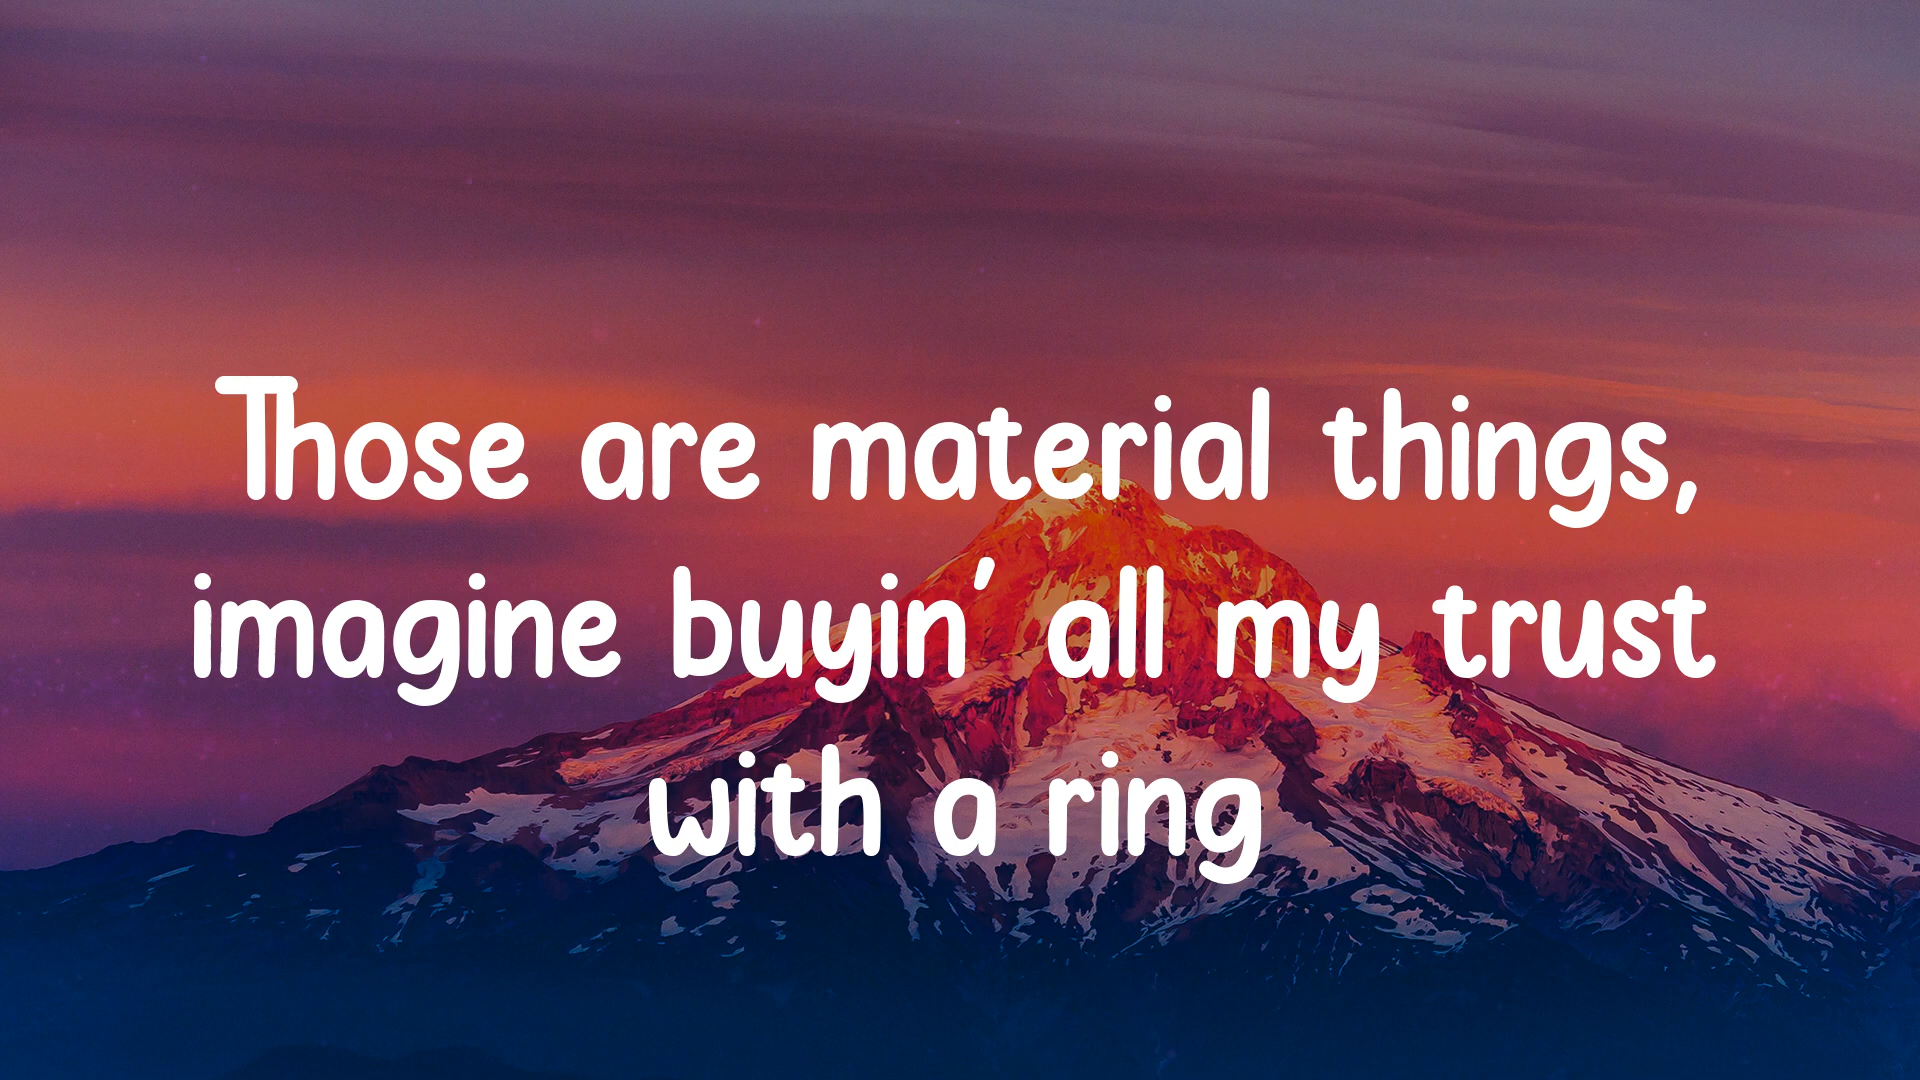 Those are material things,
imagine buyin' all my trust
with a ring